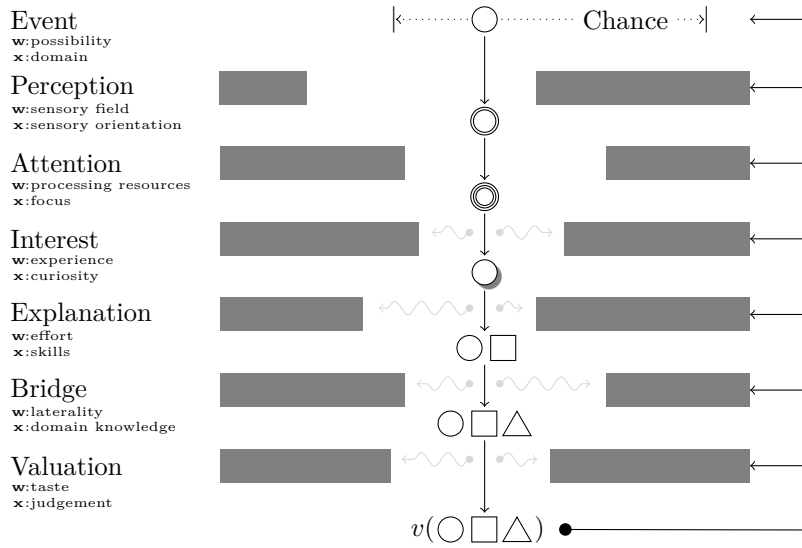 Event
Chance
w:possibility
x:domain
Perception
w:sensory field
x:sensory orientation
Attention
w:processing resources
x:focus
Interest
w:experience
x:curiosity
Explanation
w:effort
x:skills
Bridge
w:laterality
x:domain knowledge
Valuation
w:taste
x:judgement
v( )